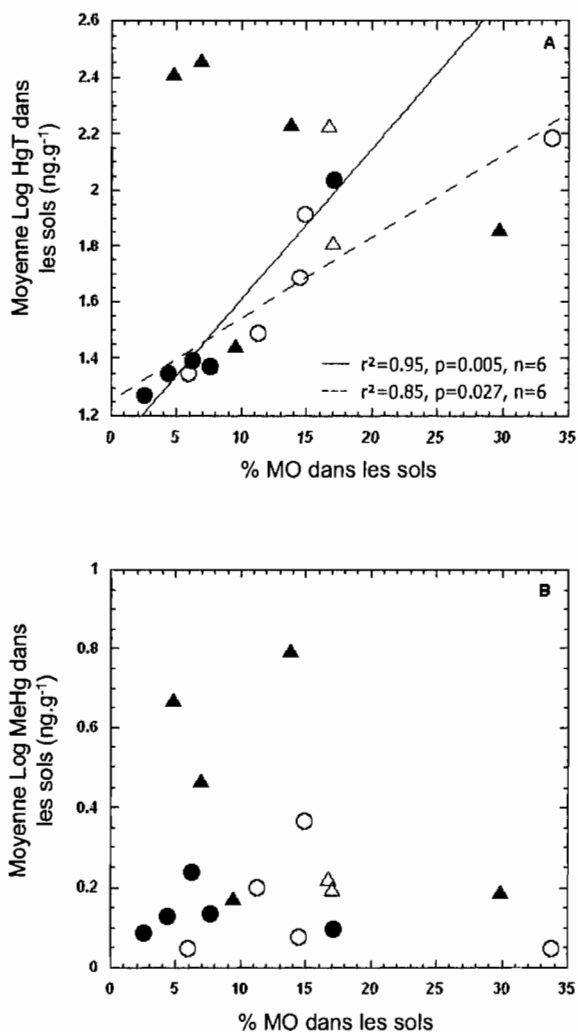 2.6
A
2.4
2.2
2
1.8
1.6
1.4
1.2
Moyenne Log HgT dans
les sols (ng.g-1)
r²=0.95, p=0.005, n=6
r²=0.85, p=0.027, n=6
0 5 10 15 20 25 30 35
% MO dans les sols
1
B
0.8
0.6
0.4
0.2
0
Moyenne Log MeHg dans
les sols (ng.g-1)
0 5 10 15 20 25 30 35
% MO dans les sols